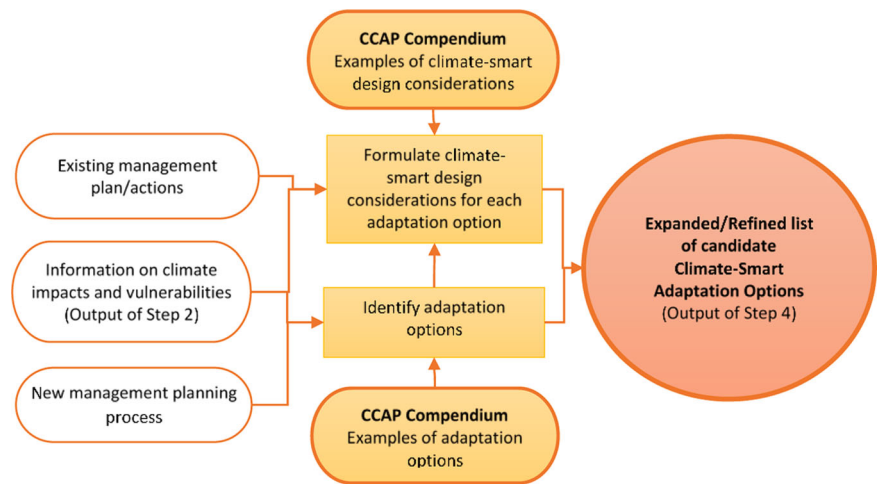 CCAP Compendium
Examples of climate-smart
design considerations
Existing management
plan/actions
Formulate climate-
smart design
considerations for each
adaptation option
Information on climate
impacts and vulnerabilities
(Output of Step 2)
Identify adaptation
options
Expanded/Refined list
of candidate
Climate-Smart
Adaptation Options
(Output of Step 4)
New management planning
process
CCAP Compendium
Examples of adaptation
options